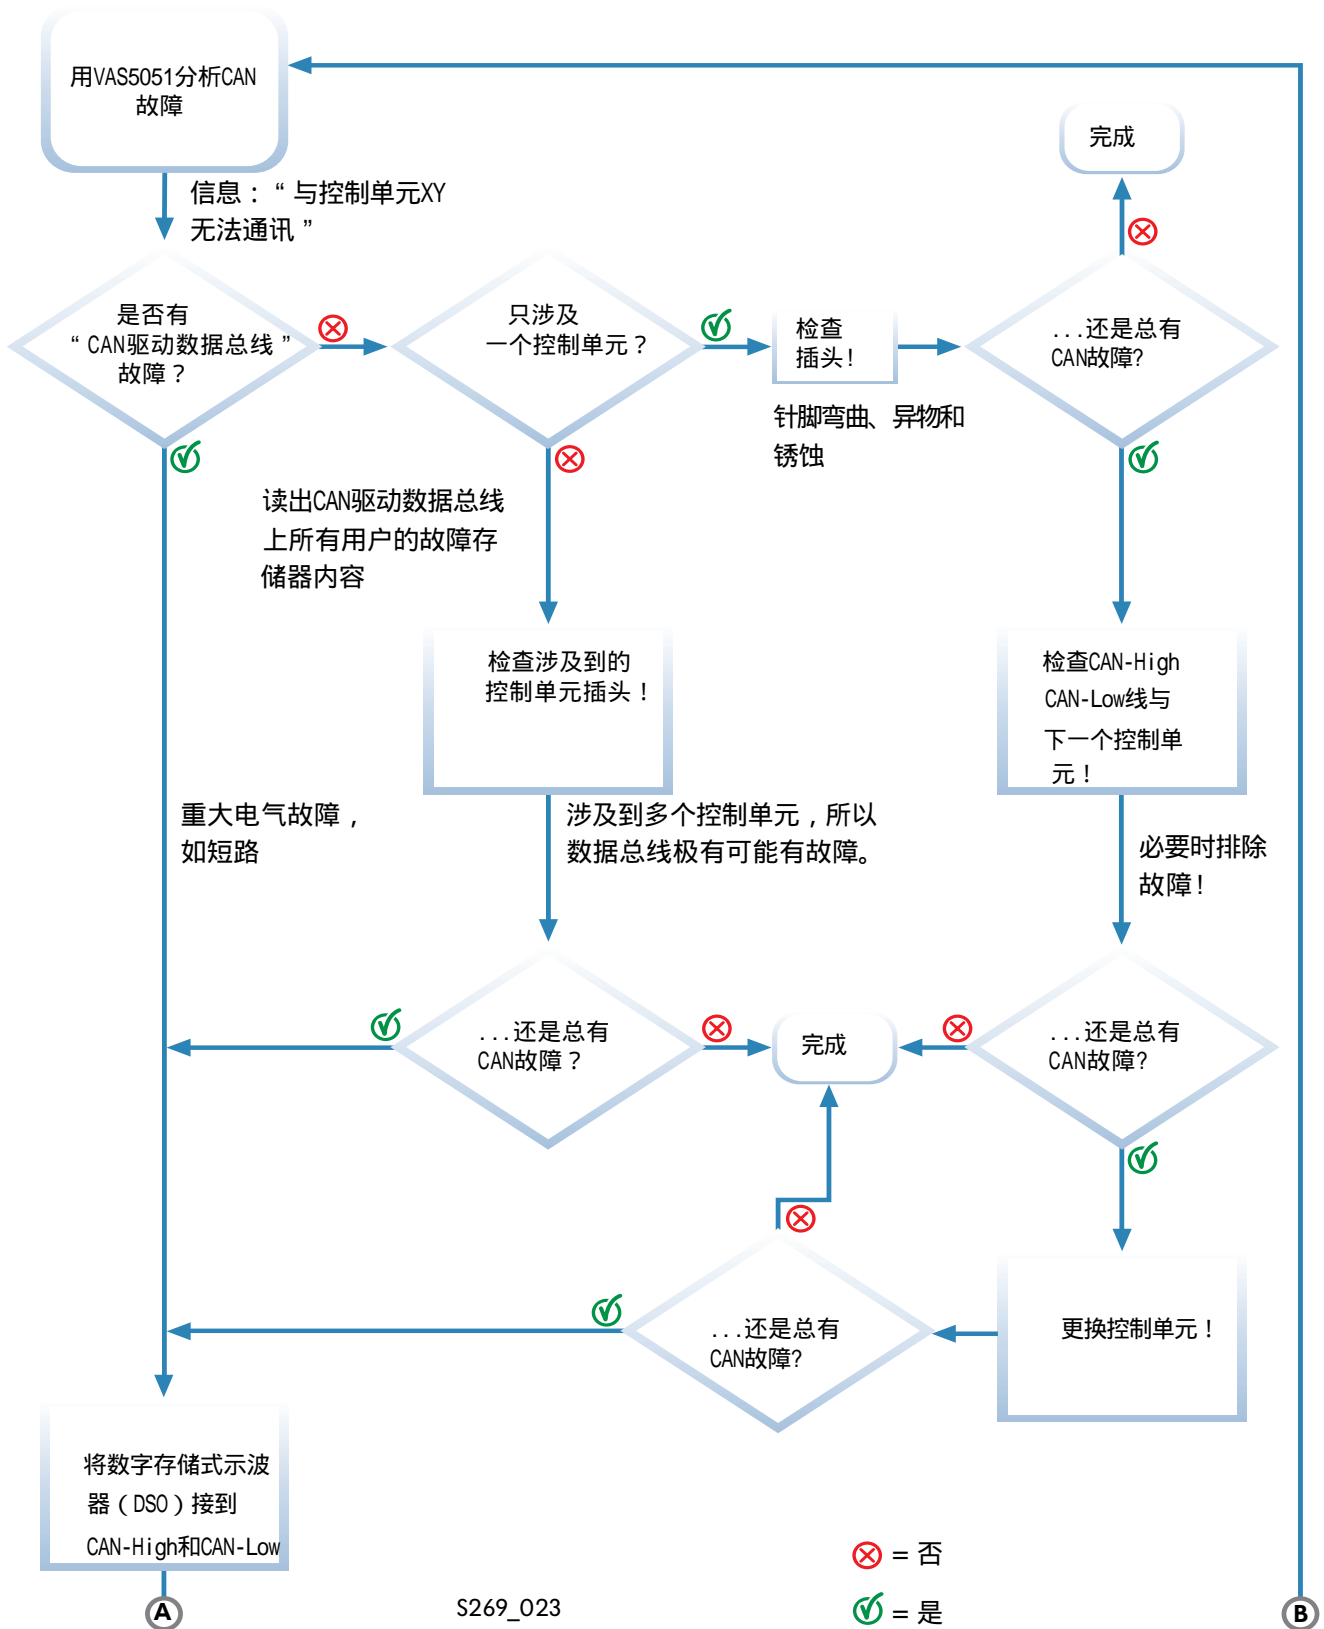 用VAS5051分析CAN
故障
完成
信息：“与控制单元XY
无法通讯”
是否有
“CAN驱动数据总线”
故障？
只涉及
一个控制单元？
检查
插头！
...还是总有
CAN故障?
针脚弯曲、异物和
锈蚀
读出CAN驱动数据总线
上所有用户的故障存
储器内容
检查涉及到的
控制单元插头！
检查CAN-High
CAN-Low线与
下一个控制单
元！
重大电气故障，
如短路
涉及到多个控制单元，所以
数据总线极有可能有故障。
必要时排除
故障！
...还是总有
CAN故障？
完成
...还是总有
CAN故障?
...还是总有
CAN故障?
更换控制单元！
将数字存储式示波
器（DSO）接到
CAN-High和CAN-Low
= 否
= 是
A
S269_023
B